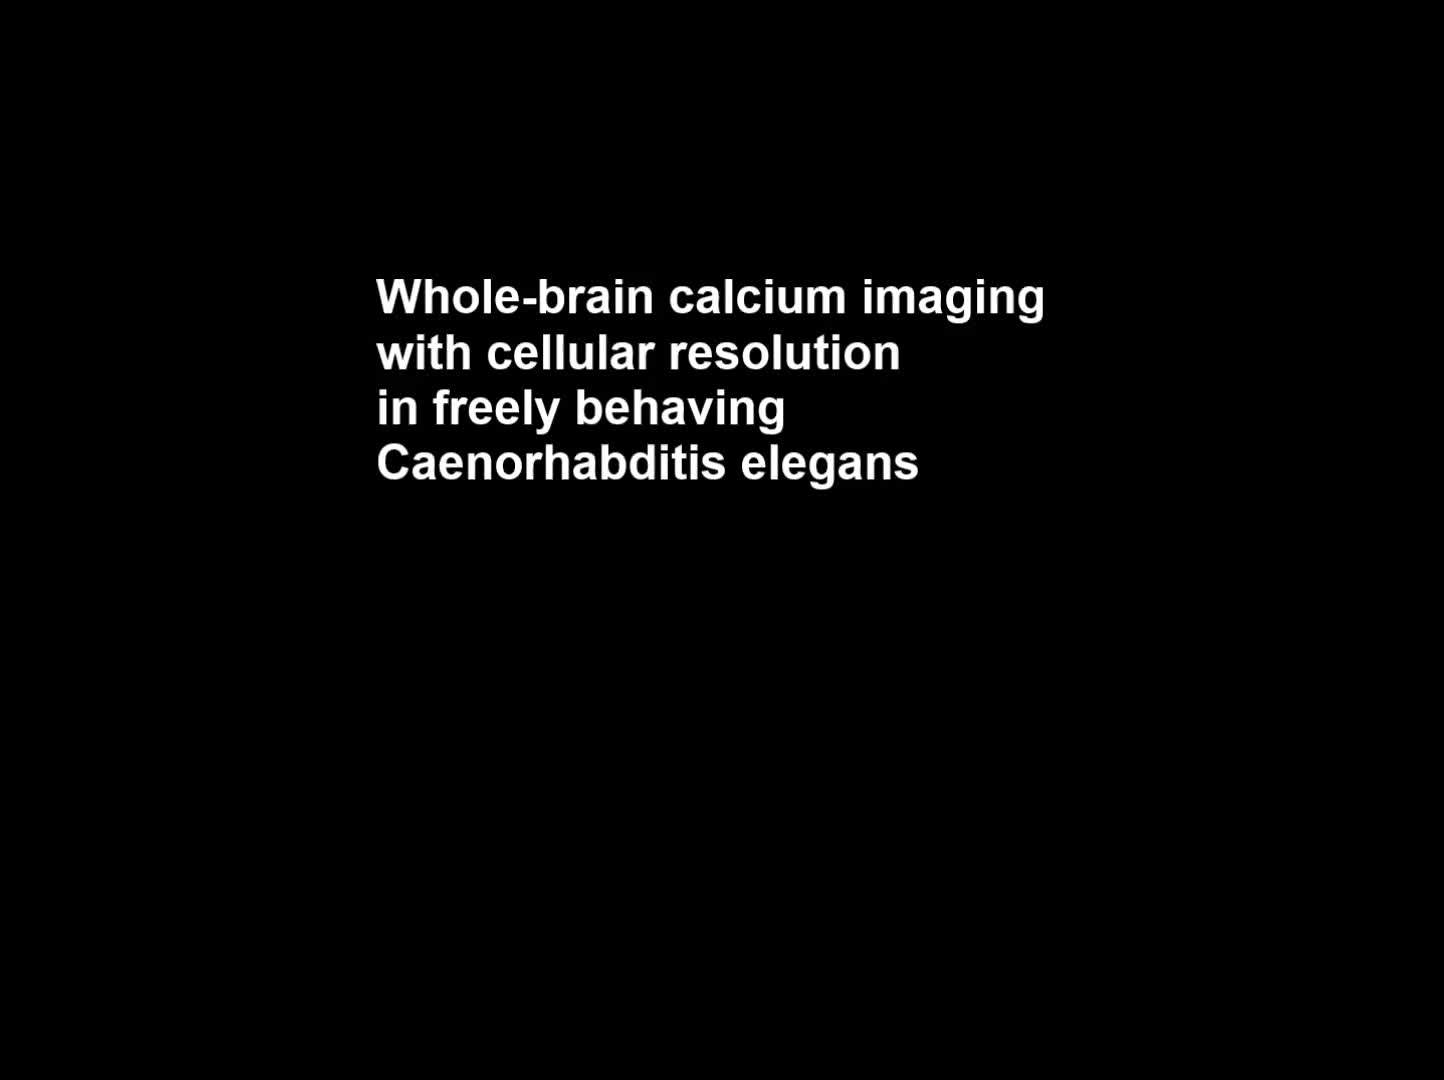 Whole-brain calcium imaging
with cellular resolution
in freely behaving
Caenorhabditis elegans